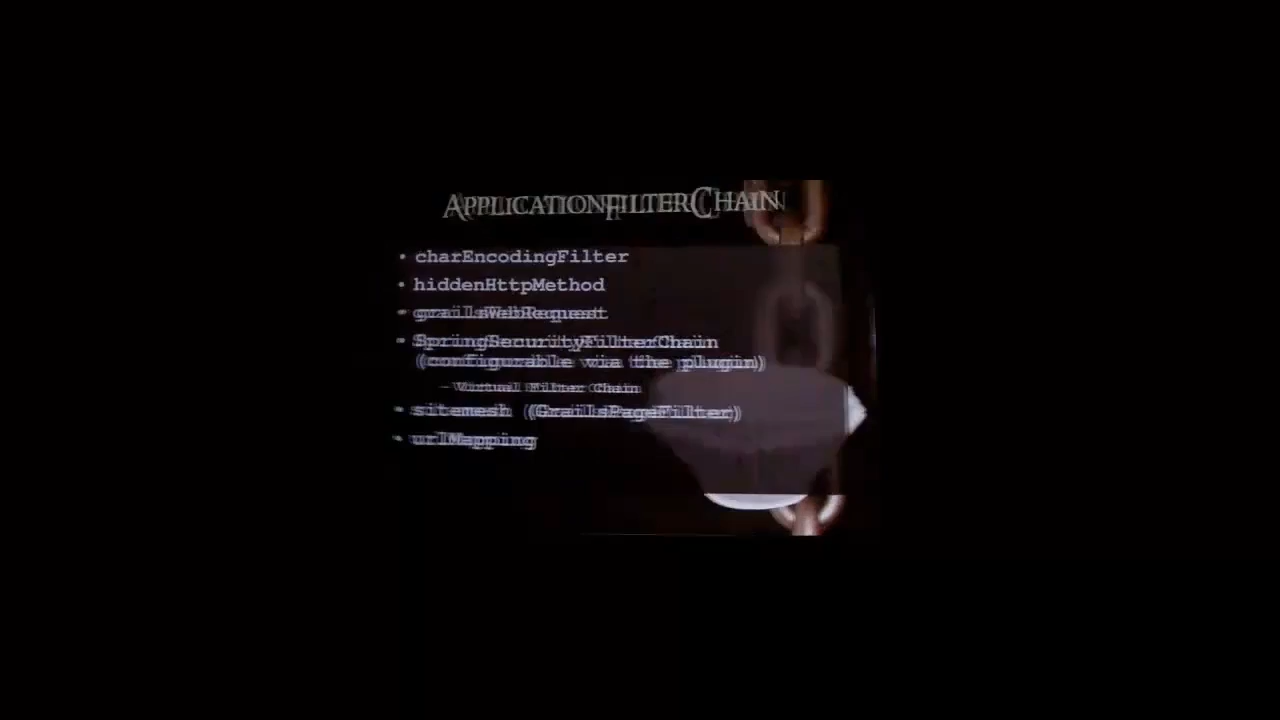 ApplicationFilterChain
• charEncodingFilter
• hiddenHttpMethod
• grailsWebRequest
• SpringSecurityFilterChain
(configurable via the plugin)
– Virtual Filter Chain
• sitemesh (GrailsPageFilter)
• urlMapping